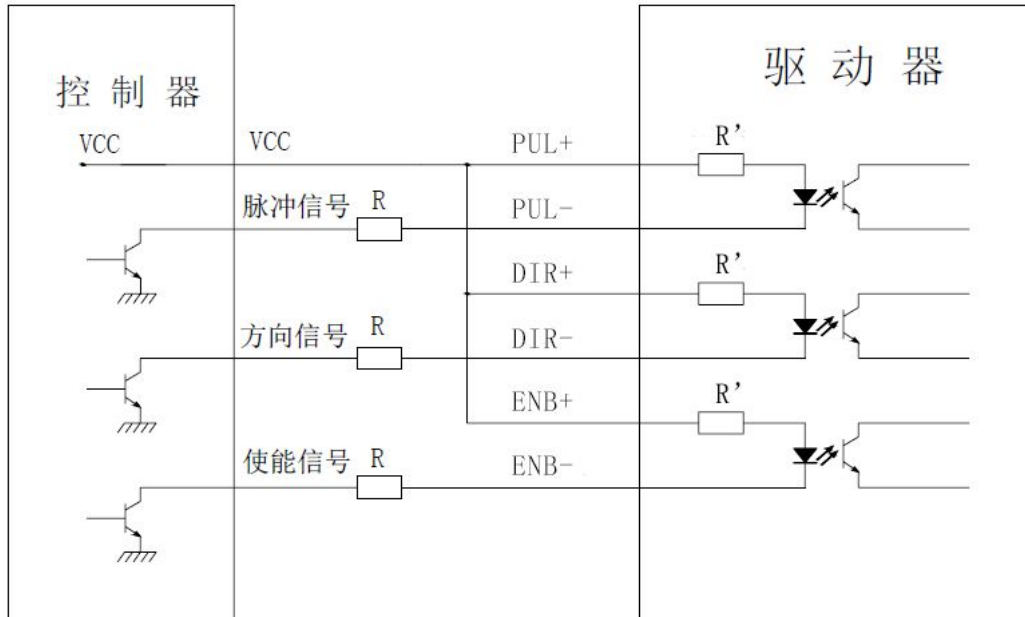 控制器
驱动器
VCC
VCC
PUL+
R'
脉冲信号
R
PUL-
DIR+
R'
方向信号
R
DIR-
ENB+
R'
使能信号
R
ENB-